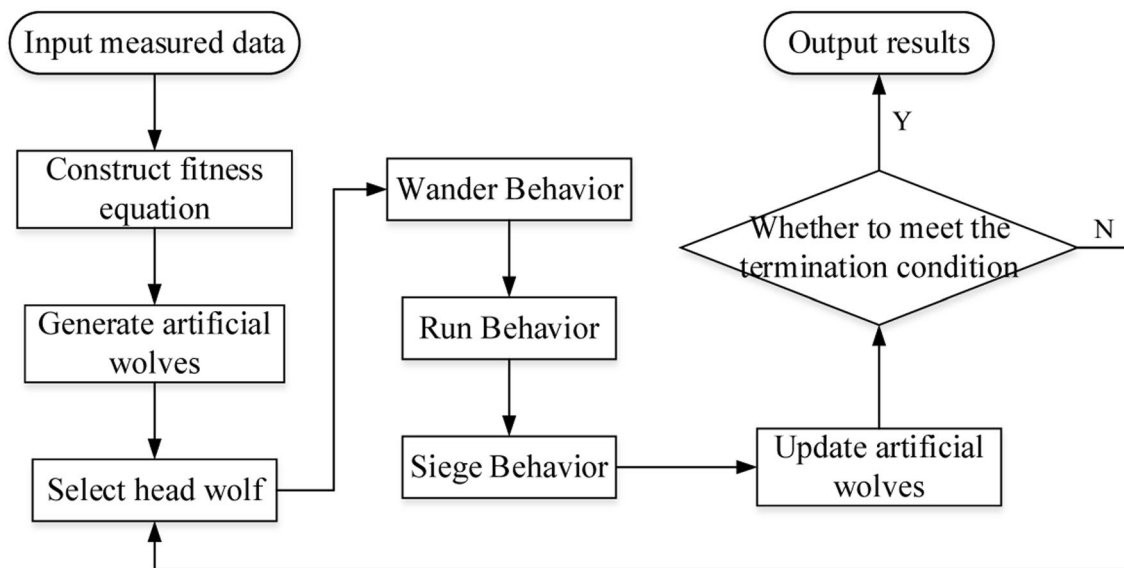 Input measured data
Construct fitness
equation
Generate artificial
wolves
Select head wolf
Wander Behavior
Run Behavior
Siege Behavior
Update artificial
wolves
Whether to meet the
termination condition
Y
N
Output results